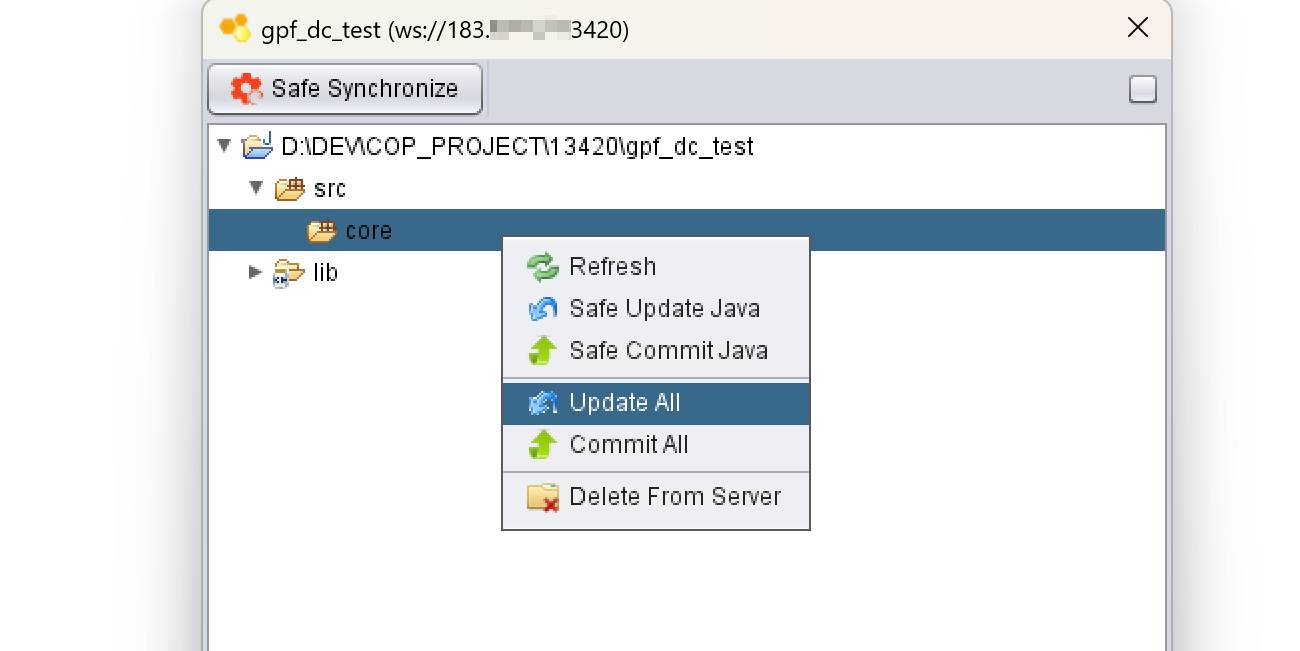 gpf_dc_test (ws://183. 3420)
Safe Synchronize
D:\DEV\COP_PROJECT\13420\gpf_dc_test
src
core
lib
Refresh
Safe Update Java
Safe Commit Java
Update All
Commit All
Delete From Server